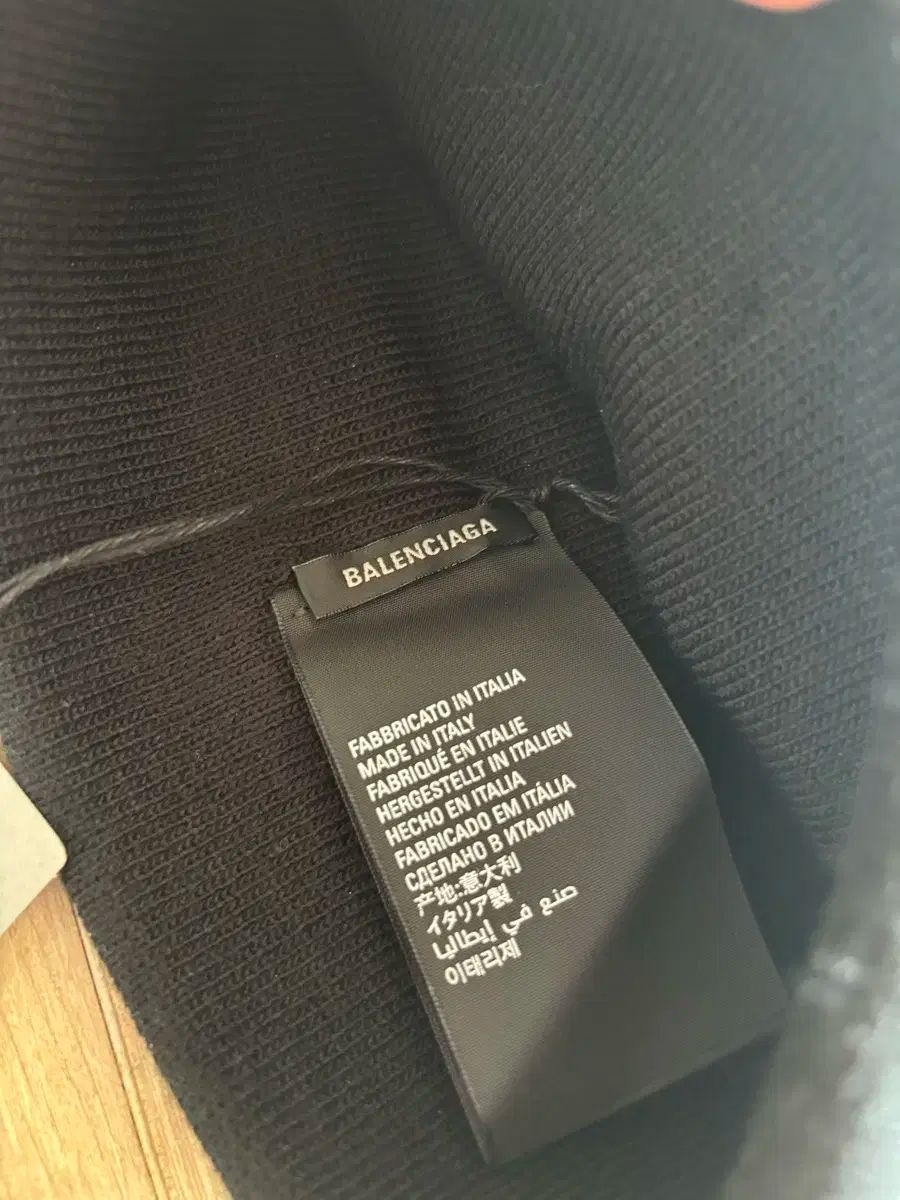 BALENCIAGA
FABBRICATO IN ITALIA
MADE IN ITALY
FABRIQUÉ EN ITALIE
HERGESTELLT IN ITALIEN
HECHO EN ITALIA
FABRICADO EM ITÁLIA
СДЕЛАНО В ИТАЛИИ
产地:意大利
イタリア製
صنع في إيطاليا
이태리제